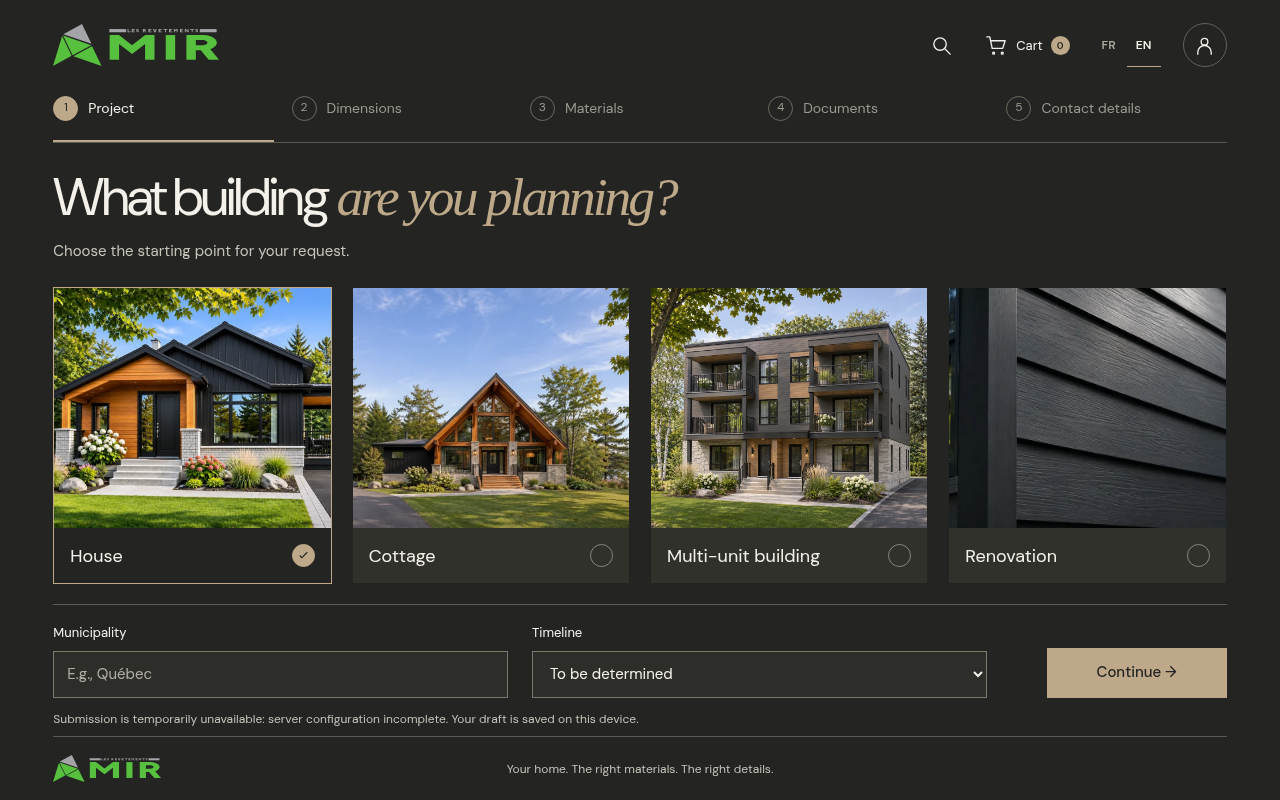 LES REVETEMENTS
MIR
Cart 0
FR EN
1 Project
2 Dimensions
3 Materials
4 Documents
5 Contact details
What building are you planning?
Choose the starting point for your request.
House
Cottage
Multi-unit building
Renovation
Municipality
E.g., Québec
Timeline
To be determined
Continue →
Submission is temporarily unavailable: server configuration incomplete. Your draft is saved on this device.
LES REVETEMENTS
MIR
Your home. The right materials. The right details.